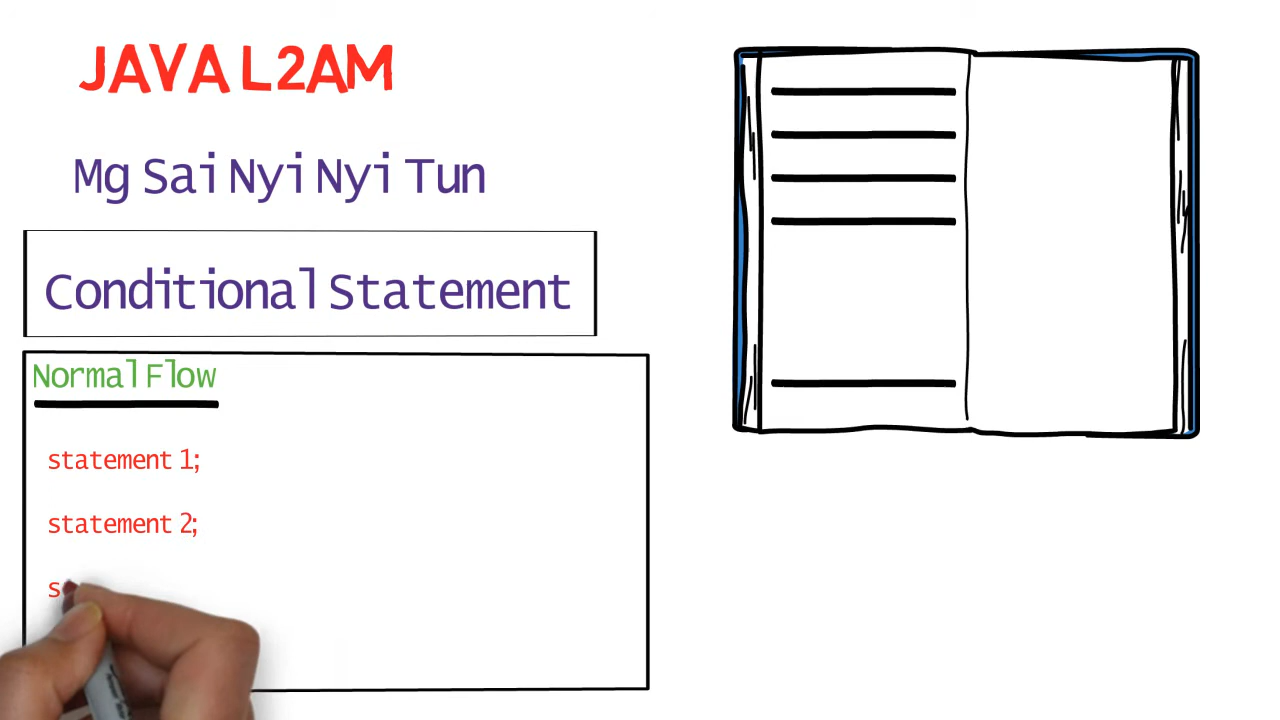 JAVA L2AM
Mg Sai Nyi Nyi Tun
Conditional Statement
Normal Flow
statement 1;
statement 2;
s